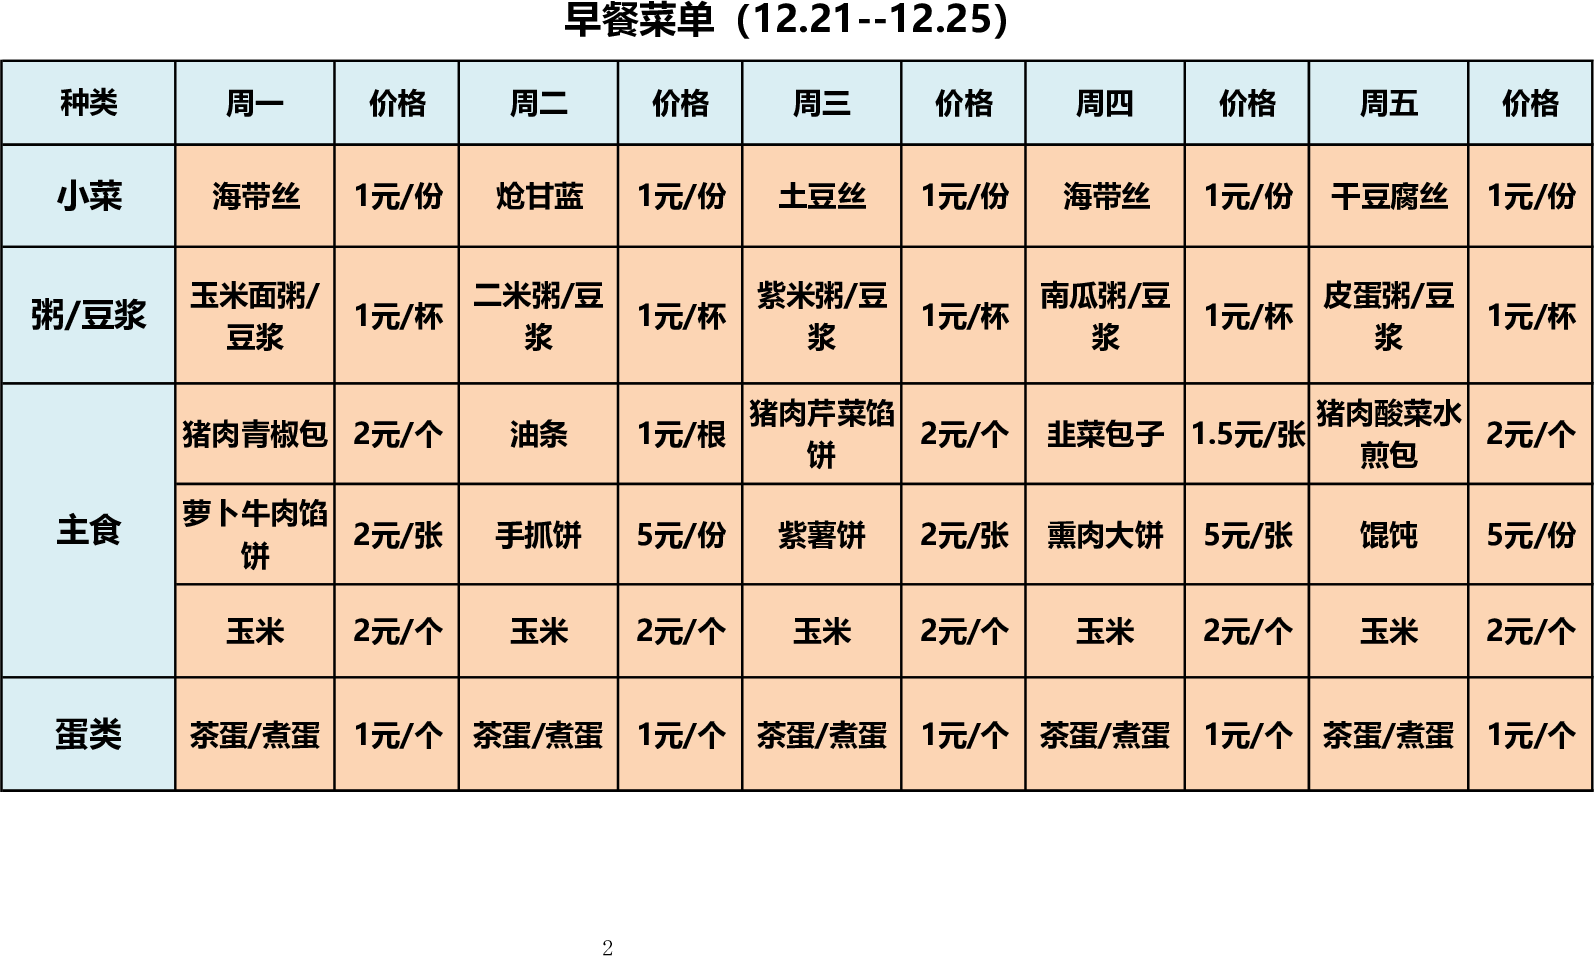 早餐菜单（12.21--12.25）
种类 周一 价格 周二 价格 周三 价格 周四 价格 周五 价格
小菜 海带丝 1元/份 炝甘蓝 1元/份 土豆丝 1元/份 海带丝 1元/份 干豆腐丝 1元/份
粥/豆浆 玉米面粥/豆浆 1元/杯 二米粥/豆浆 1元/杯 紫米粥/豆浆 1元/杯 南瓜粥/豆浆 1元/杯 皮蛋粥/豆浆 1元/杯
主食 猪肉青椒包 2元/个 油条 1元/根 猪肉芹菜馅饼 2元/个 韭菜包子 1.5元/张 猪肉酸菜水煎包 2元/个
萝卜牛肉馅饼 2元/张 手抓饼 5元/份 紫薯饼 2元/张 熏肉大饼 5元/张 馄饨 5元/份
玉米 2元/个 玉米 2元/个 玉米 2元/个 玉米 2元/个 玉米 2元/个
蛋类 茶蛋/煮蛋 1元/个 茶蛋/煮蛋 1元/个 茶蛋/煮蛋 1元/个 茶蛋/煮蛋 1元/个 茶蛋/煮蛋 1元/个
2